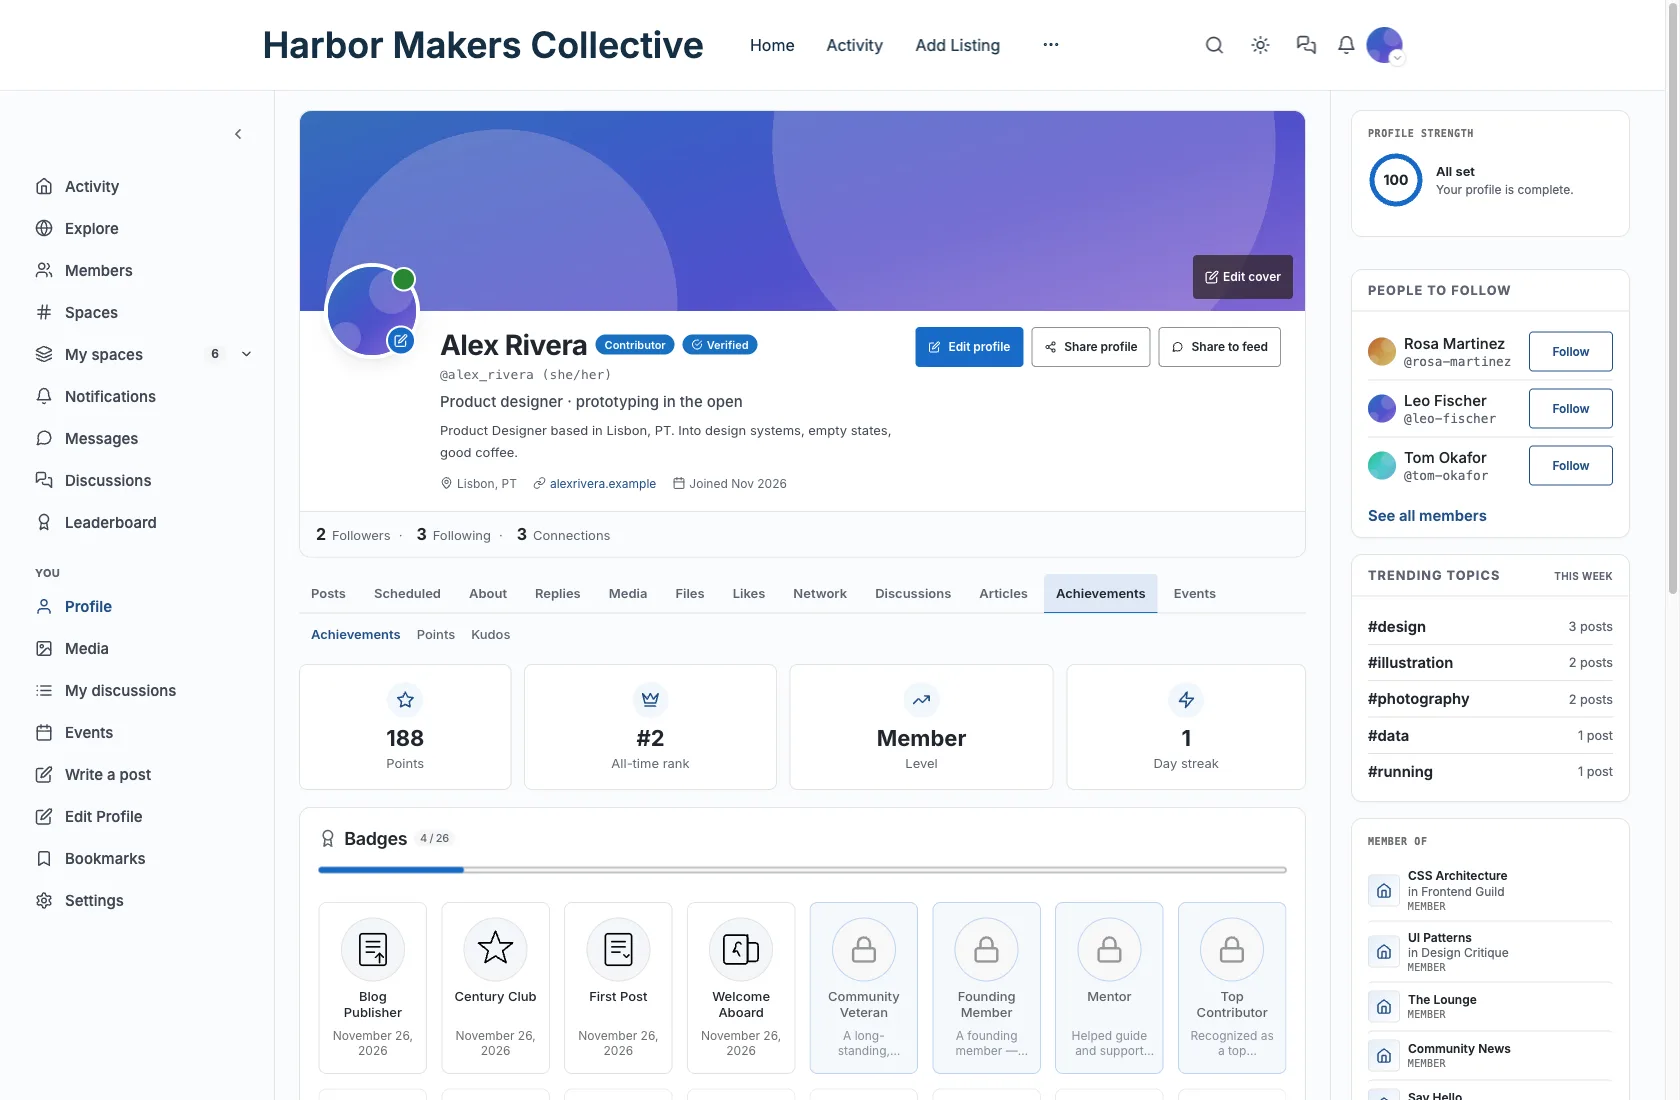 Harbor Makers Collective
Home
Activity
Add Listing
Activity
Explore
Members
Spaces
My spaces
6
Notifications
Messages
Discussions
Leaderboard
YOU
Profile
Media
My discussions
Events
Write a post
Edit Profile
Bookmarks
Settings
Edit cover
Alex Rivera
Contributor
Verified
Edit profile
Share profile
Share to feed
@alex_rivera (she/her)
Product designer · prototyping in the open
Product Designer based in Lisbon, PT. Into design systems, empty states,
good coffee.
Lisbon, PT
alexrivera.example
Joined Nov 2026
2 Followers · 3 Following · 3 Connections
Posts
Scheduled
About
Replies
Media
Files
Likes
Network
Discussions
Articles
Achievements
Events
Achievements
Points
Kudos
188
Points
#2
All-time rank
Member
Level
1
Day streak
Badges
4 / 26
Blog
Publisher
November 26,
2026
Century Club
November 26,
2026
First Post
November 26,
2026
Welcome
Aboard
November 26,
2026
Community
Veteran
A long-
standing,...
Founding
Member
A founding
member —...
Mentor
Helped guide
and support...
Top
Contributor
Recognized as
a top...
PROFILE STRENGTH
100
All set
Your profile is complete.
PEOPLE TO FOLLOW
Rosa Martinez
@rosa-martinez
Follow
Leo Fischer
@leo-fischer
Follow
Tom Okafor
@tom-okafor
Follow
See all members
TRENDING TOPICS
THIS WEEK
#design
3 posts
#illustration
2 posts
#photography
2 posts
#data
1 post
#running
1 post
MEMBER OF
CSS Architecture
in Frontend Guild
MEMBER
UI Patterns
in Design Critique
MEMBER
The Lounge
MEMBER
Community News
MEMBER
Say Hello